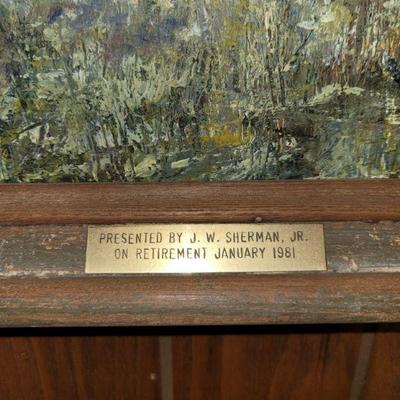 PRESENTED BY J. W. SHERMAN, JR.
ON RETIREMENT JANUARY 1981